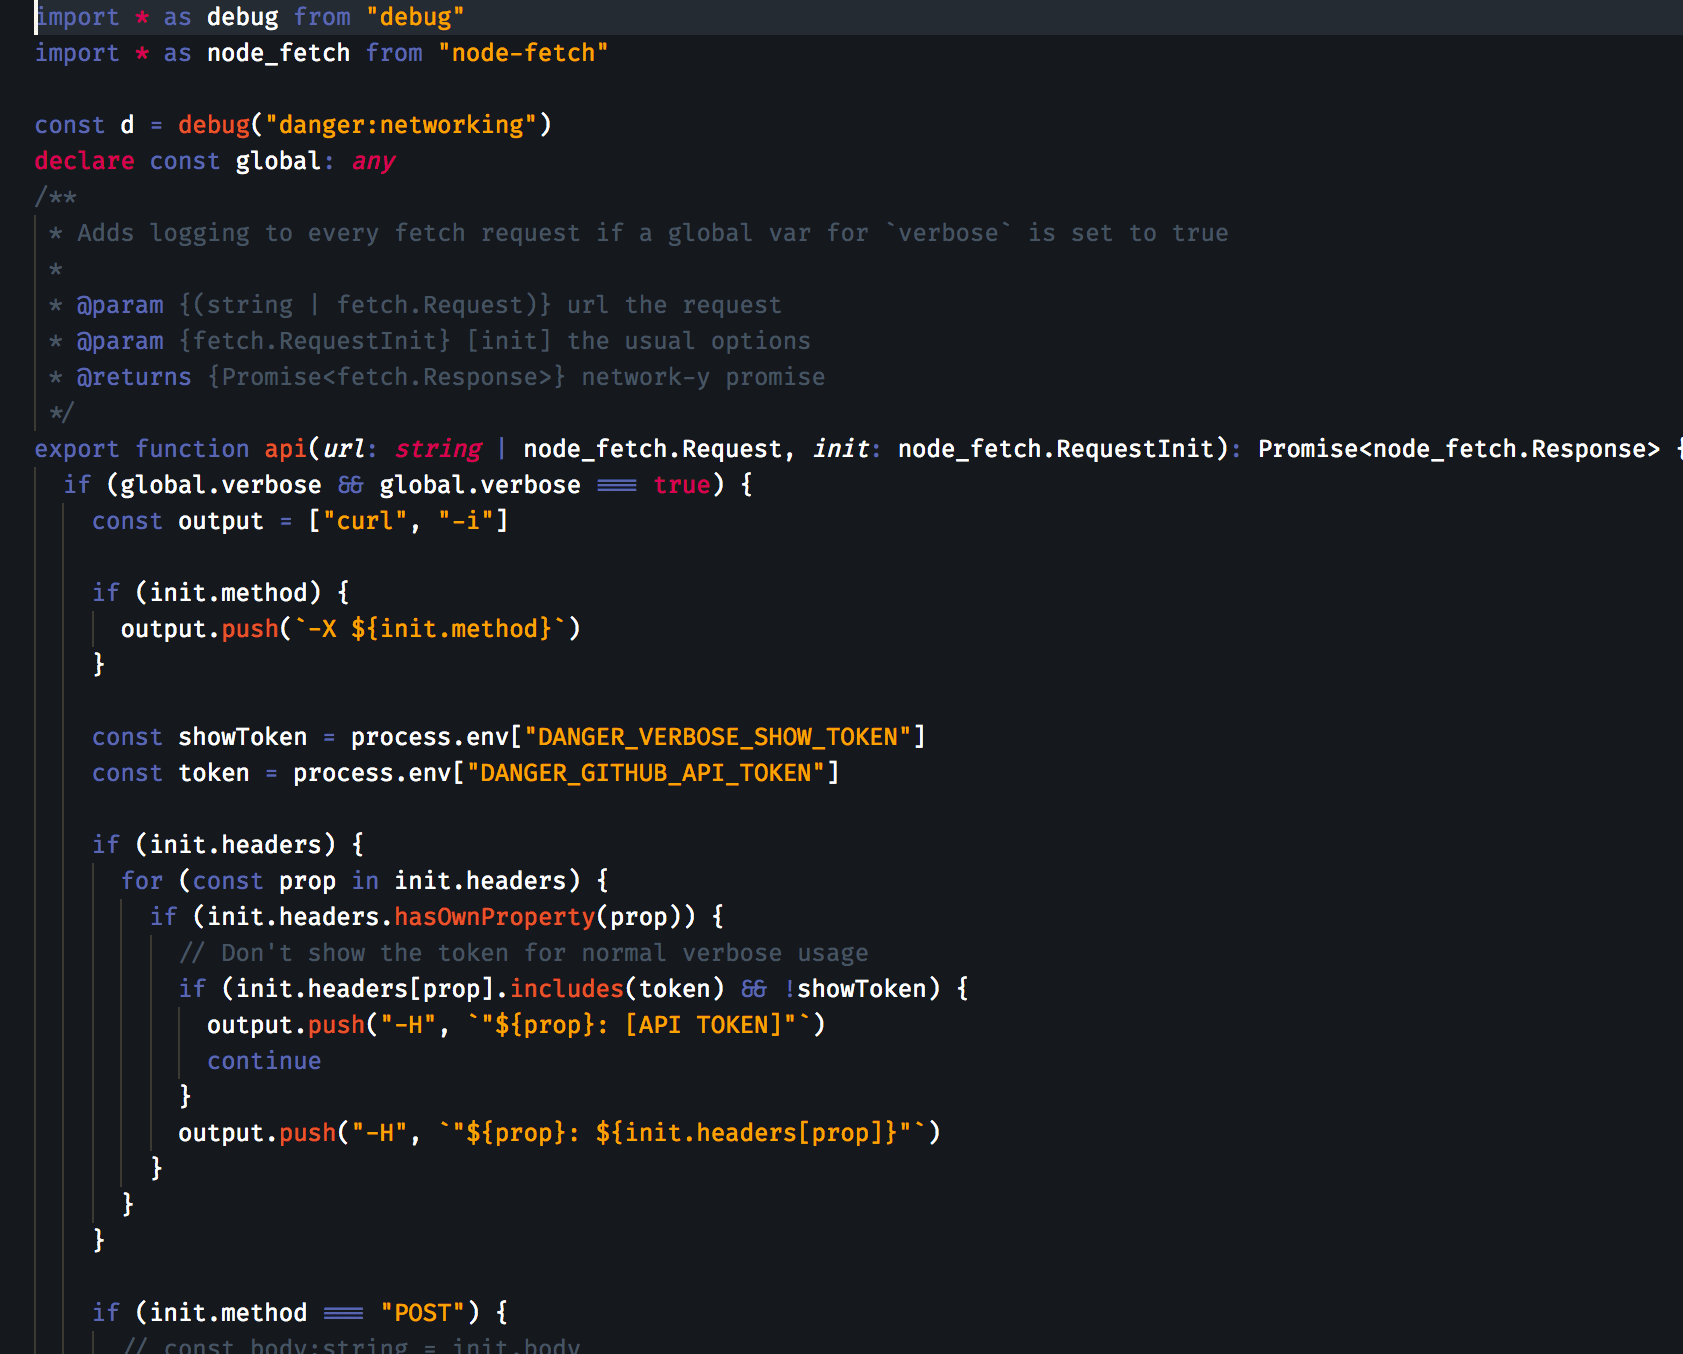 import * as debug from "debug"
import * as node_fetch from "node-fetch"
const d = debug("danger:networking")
declare const global: any
/**
* Adds logging to every fetch request if a global var for `verbose` is set to true
*
* @param {(string | fetch.Request)} url the request
* @param {fetch.RequestInit} [init] the usual options
* @returns {Promise<fetch.Response>} network-y promise
*/
export function api(url: string | node_fetch.Request, init: node_fetch.RequestInit): Promise<node_fetch.Response> {
if (global.verbose && global.verbose === true) {
const output = ["curl", "-i"]
if (init.method) {
output.push(`-X ${init.method}`)
}
const showToken = process.env["DANGER_VERBOSE_SHOW_TOKEN"]
const token = process.env["DANGER_GITHUB_API_TOKEN"]
if (init.headers) {
for (const prop in init.headers) {
if (init.headers.hasOwnProperty(prop)) {
// Don't show the token for normal verbose usage
if (init.headers[prop].includes(token) && !showToken) {
output.push("-H", `"${prop}: [API TOKEN]"`)
continue
}
output.push("-H", `"${prop}: ${init.headers[prop]}"`)
}
}
}
if (init.method === "POST") {
// const body:string = init.body